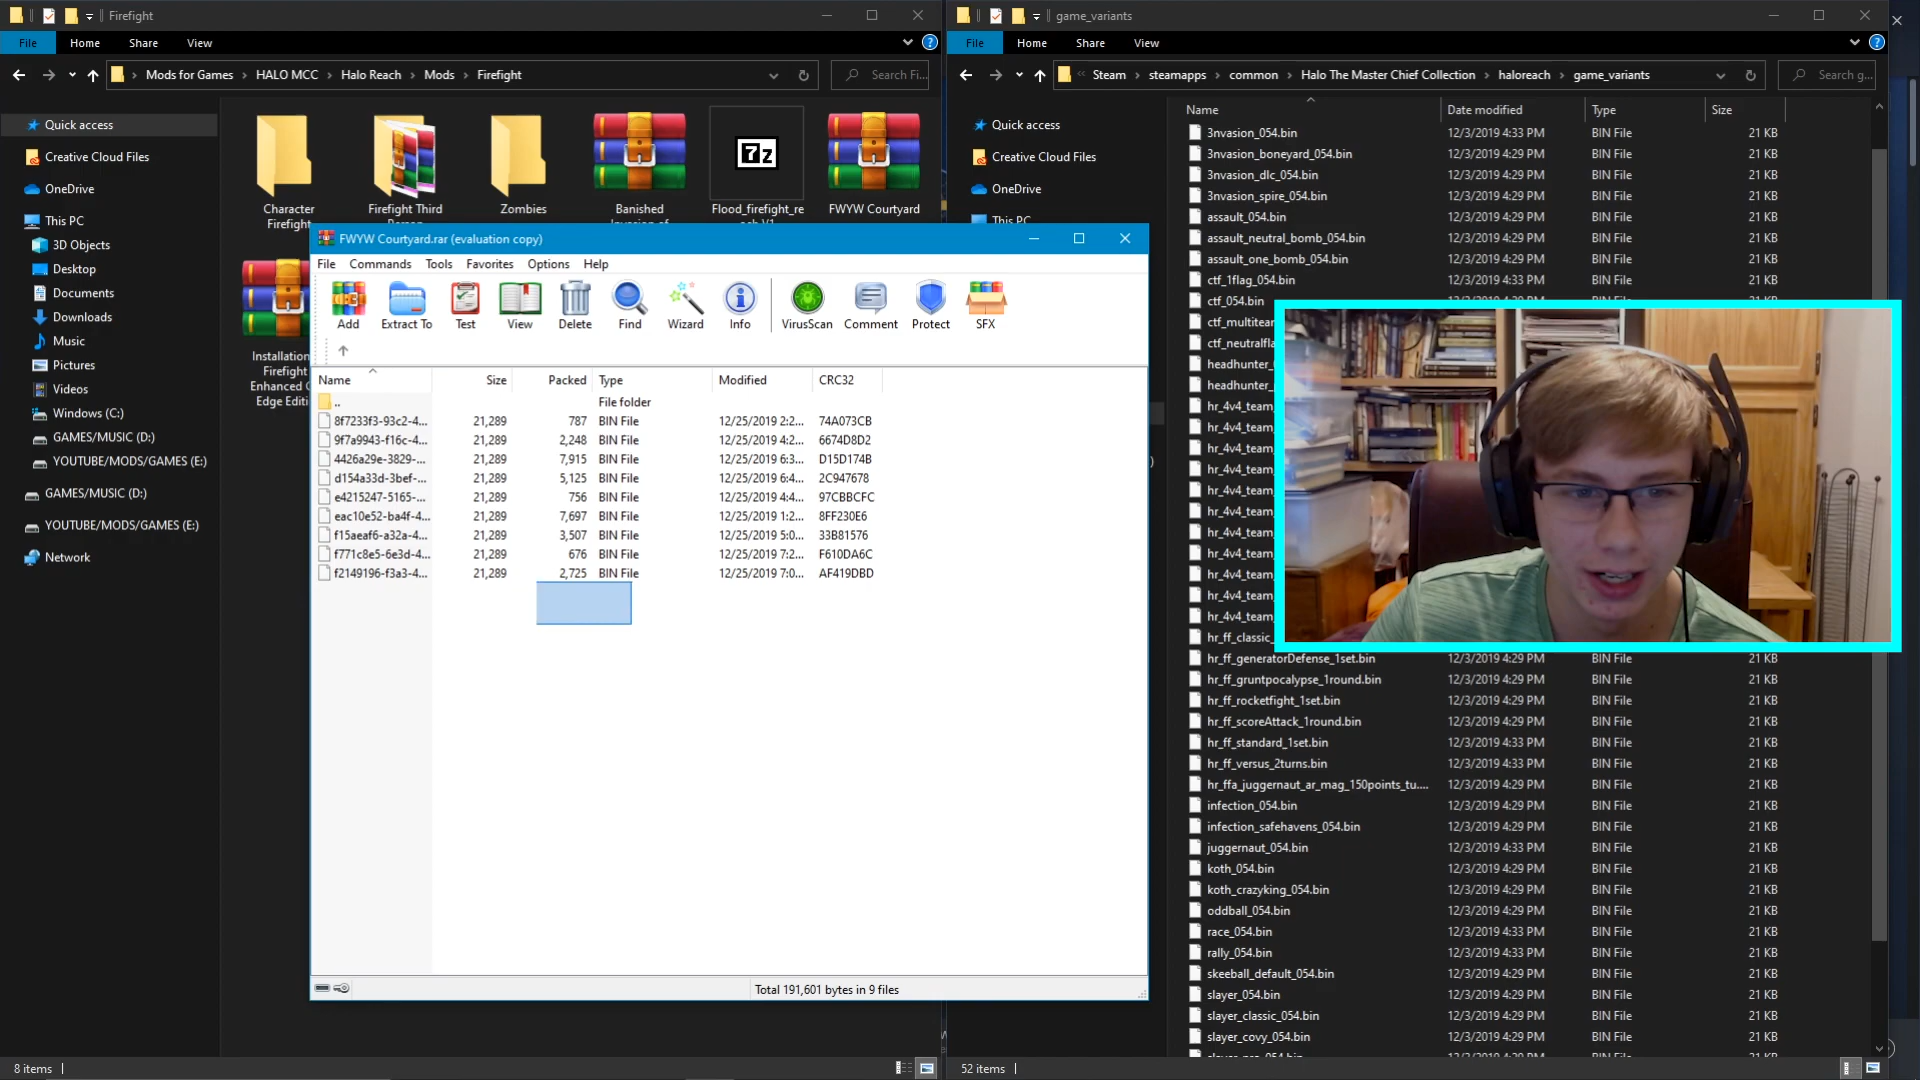 Firefight
File Home Share View
Mods for Games HALO MCC Halo Reach Mods Firefight
Search Fi...
Quick access
Creative Cloud Files
OneDrive
This PC
3D Objects
Desktop
Documents
Downloads
Music
Pictures
Videos
Windows (C:)
GAMES/MUSIC (D:)
YOUTUBE/MODS/GAMES (E:)
GAMES/MUSIC (D:)
YOUTUBE/MODS/GAMES (E:)
Network
Character
Firefight
Firefight Third
Zombies
Banished
7z
Flood_firefight_re
FWYW Courtyard
Installation
Firefight
Enhanced
Edge Editi
8 items
FWYW Courtyard.rar (evaluation copy)
File Commands Tools Favorites Options Help
Add Extract To Test View Delete Find Wizard Info VirusScan Comment Protect SFX
Name Size Packed Type Modified CRC32
.. File folder
8f7233f3-93c2-4... 21,289 787 BIN File 12/25/2019 2:2... 74A073CB
9f7a9943-f16c-4... 21,289 2,248 BIN File 12/25/2019 4:2... 6674D8D2
4426a29e-3829-... 21,289 7,915 BIN File 12/25/2019 6:3... D15D174B
d154a33d-3bef-... 21,289 5,125 BIN File 12/25/2019 6:4... 2C947678
e4215247-5165-... 21,289 756 BIN File 12/25/2019 4:4... 97CBBCFC
eac10e52-ba4f-4... 21,289 7,697 BIN File 12/25/2019 1:2... 8FF230E6
f15aeaf6-a32a-4... 21,289 3,507 BIN File 12/25/2019 5:0... 33B81576
f771c8e5-6e3d-4... 21,289 676 BIN File 12/25/2019 7:2... F610DA6C
f2149196-f3a3-4... 21,289 2,725 BIN File 12/25/2019 7:0... AF419DBD
Total 191,601 bytes in 9 files
game_variants
File Home Share View
Steam steamapps common Halo The Master Chief Collection haloreach game_variants
Search g...
Quick access
Creative Cloud Files
OneDrive
This PC
Name Date modified Type Size
3nvasion_054.bin 12/3/2019 4:33 PM BIN File 21 KB
3nvasion_boneyard_054.bin 12/3/2019 4:29 PM BIN File 21 KB
3nvasion_dlc_054.bin 12/3/2019 4:29 PM BIN File 21 KB
3nvasion_spire_054.bin 12/3/2019 4:29 PM BIN File 21 KB
assault_054.bin 12/3/2019 4:29 PM BIN File 21 KB
assault_neutral_bomb_054.bin 12/3/2019 4:29 PM BIN File 21 KB
assault_one_bomb_054.bin 12/3/2019 4:29 PM BIN File 21 KB
ctf_1flag_054.bin 12/3/2019 4:33 PM BIN File 21 KB
ctf_054.bin
ctf_multitean
ctf_neutralfla
headhunter_
headhunter_
hr_4v4_team_
hr_4v4_team_
hr_4v4_team_
hr_4v4_team_
hr_4v4_team_
hr_4v4_team_
hr_4v4_team_
hr_4v4_team_
hr_4v4_team_
hr_4v4_team_
hr_4v4_team_
hr_ff_classic_
hr_ff_generatorDefense_1set.bin 12/3/2019 4:29 PM BIN File 21 KB
hr_ff_gruntpocalypse_1round.bin 12/3/2019 4:29 PM BIN File 21 KB
hr_ff_rocketfight_1set.bin 12/3/2019 4:29 PM BIN File 21 KB
hr_ff_scoreAttack_1round.bin 12/3/2019 4:29 PM BIN File 21 KB
hr_ff_standard_1set.bin 12/3/2019 4:33 PM BIN File 21 KB
hr_ff_versus_2turns.bin 12/3/2019 4:33 PM BIN File 21 KB
hr_ffa_juggernaut_ar_mag_150points_tu.... 12/3/2019 4:29 PM BIN File 21 KB
infection_054.bin 12/3/2019 4:29 PM BIN File 21 KB
infection_safehavens_054.bin 12/3/2019 4:29 PM BIN File 21 KB
juggernaut_054.bin 12/3/2019 4:33 PM BIN File 21 KB
koth_054.bin 12/3/2019 4:29 PM BIN File 21 KB
koth_crazyking_054.bin 12/3/2019 4:29 PM BIN File 21 KB
oddball_054.bin 12/3/2019 4:29 PM BIN File 21 KB
race_054.bin 12/3/2019 4:33 PM BIN File 21 KB
rally_054.bin 12/3/2019 4:33 PM BIN File 21 KB
skeeball_default_054.bin 12/3/2019 4:29 PM BIN File 21 KB
slayer_054.bin 12/3/2019 4:29 PM BIN File 21 KB
slayer_classic_054.bin 12/3/2019 4:29 PM BIN File 21 KB
slayer_covy_054.bin 12/3/2019 4:29 PM BIN File 21 KB
52 items